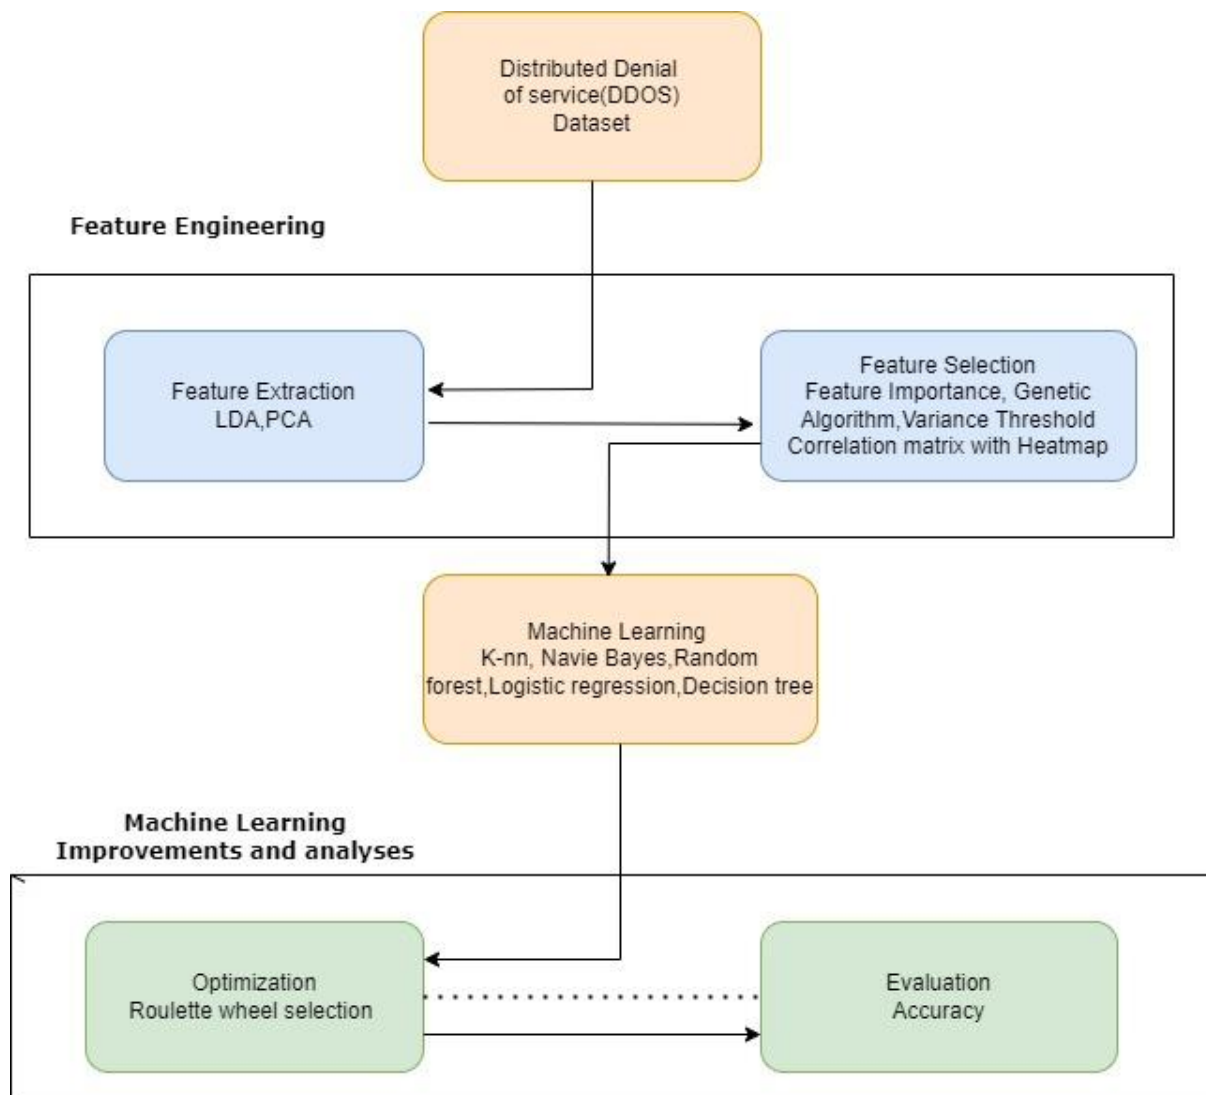 Distributed Denial
of service(DDOS)
Dataset
Feature Engineering
Feature Extraction
LDA,PCA
Feature Selection
Feature Importance, Genetic
Algorithm,Variance Threshold
Correlation matrix with Heatmap
Machine Learning
K-nn, Navie Bayes,Random
forest,Logistic regression,Decision tree
Machine Learning
Improvements and analyses
Optimization
Roulette wheel selection
Evaluation
Accuracy